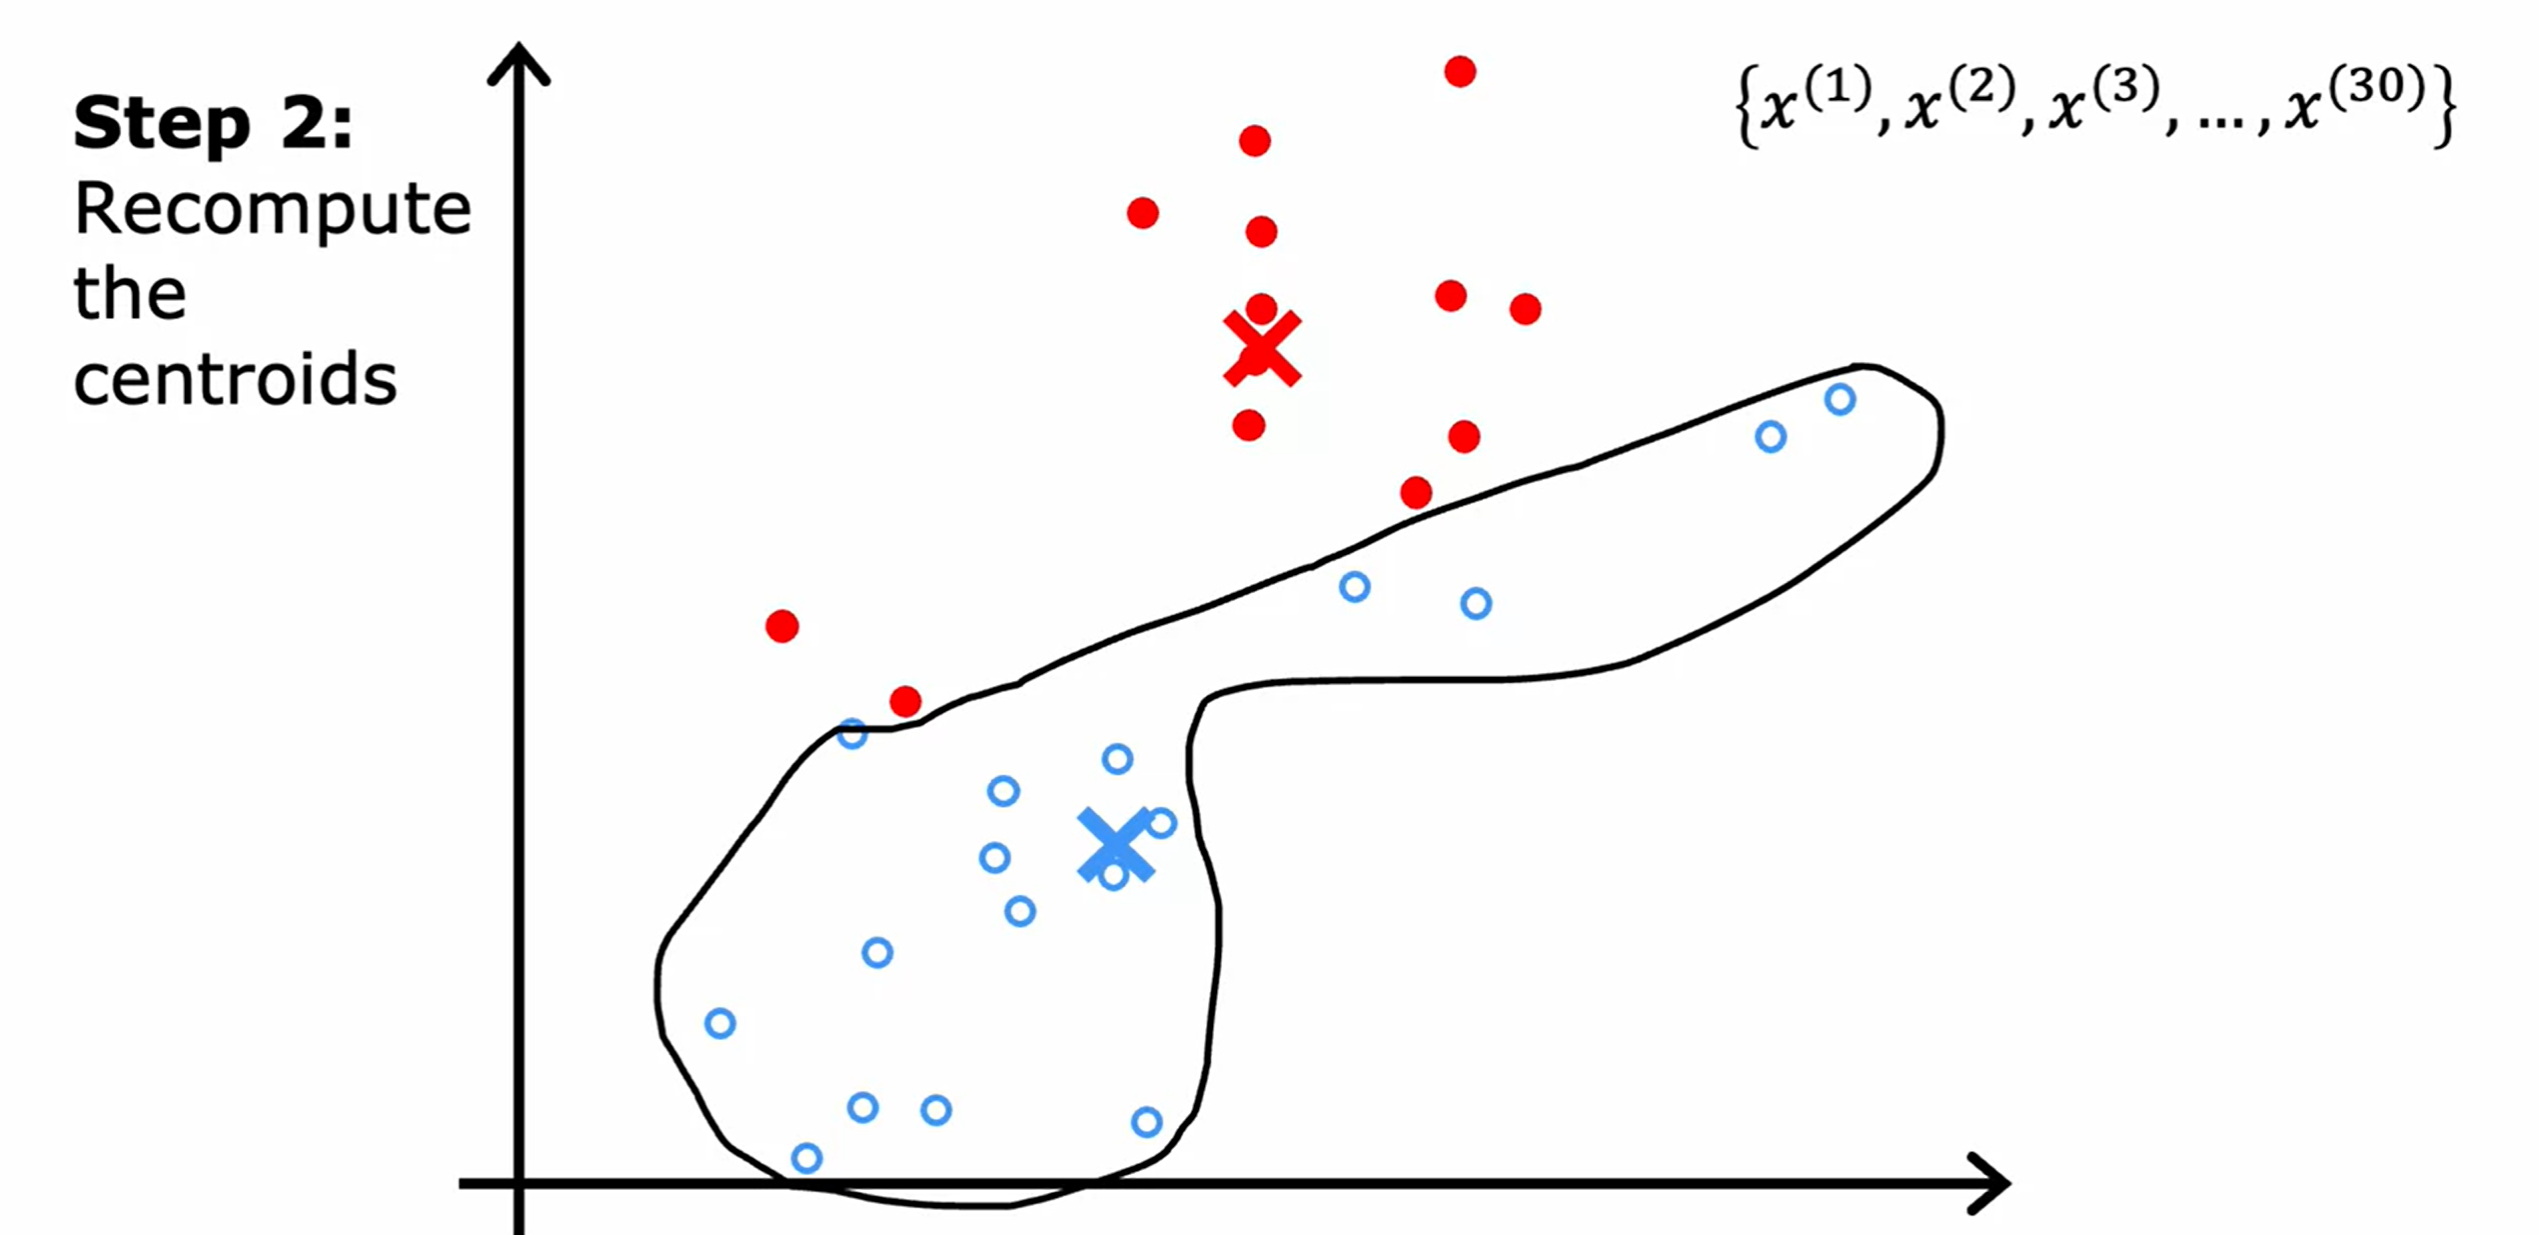 Step 2:
Recompute
the
centroids
{x⁽¹⁾, x⁽²⁾, x⁽³⁾, ..., x⁽³⁰⁾}